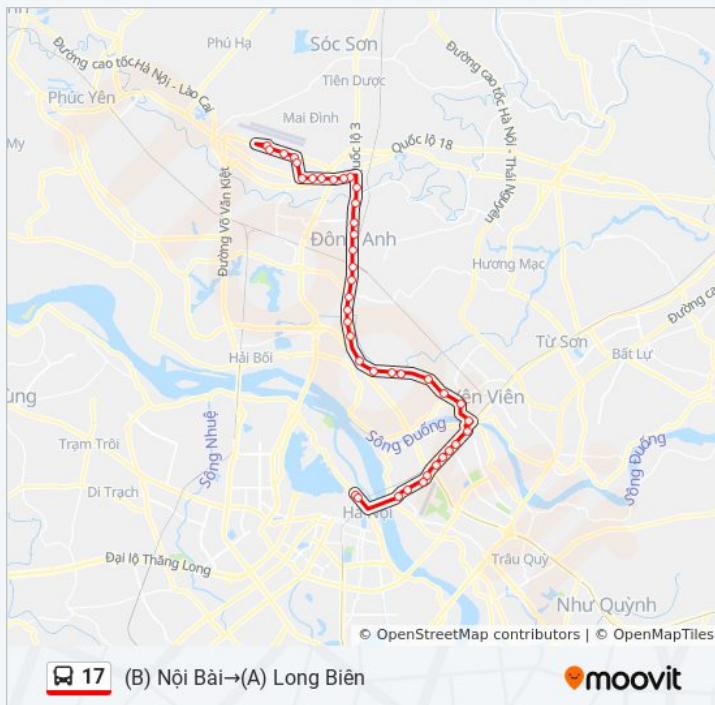 Phú Hạ
Sóc Sơn
Đường cao tốc Hà Nội - Lào Cai
Đường cao tốc Hà Nội - Thái Nguyên
Phúc Yên
Tiên Dược
Mai Đình
My
Quốc lộ 3
Quốc lộ 18
Đường Võ Văn Kiệt
Đông Anh
Hương Mạc
Đường ca
Từ Sơn
Bất Lự
Hải Bối
ùng
Yên Viên
Sông Nhuệ
Sông Đuống
Sông Đuống
Trạm Trôi
Di Trạch
Hà Nội
Đại lộ Thăng Long
Trâu Quỳ
Như Quỳnh
© OpenStreetMap contributors | © OpenMapTiles
17 (B) Nội Bài→(A) Long Biên
moovit